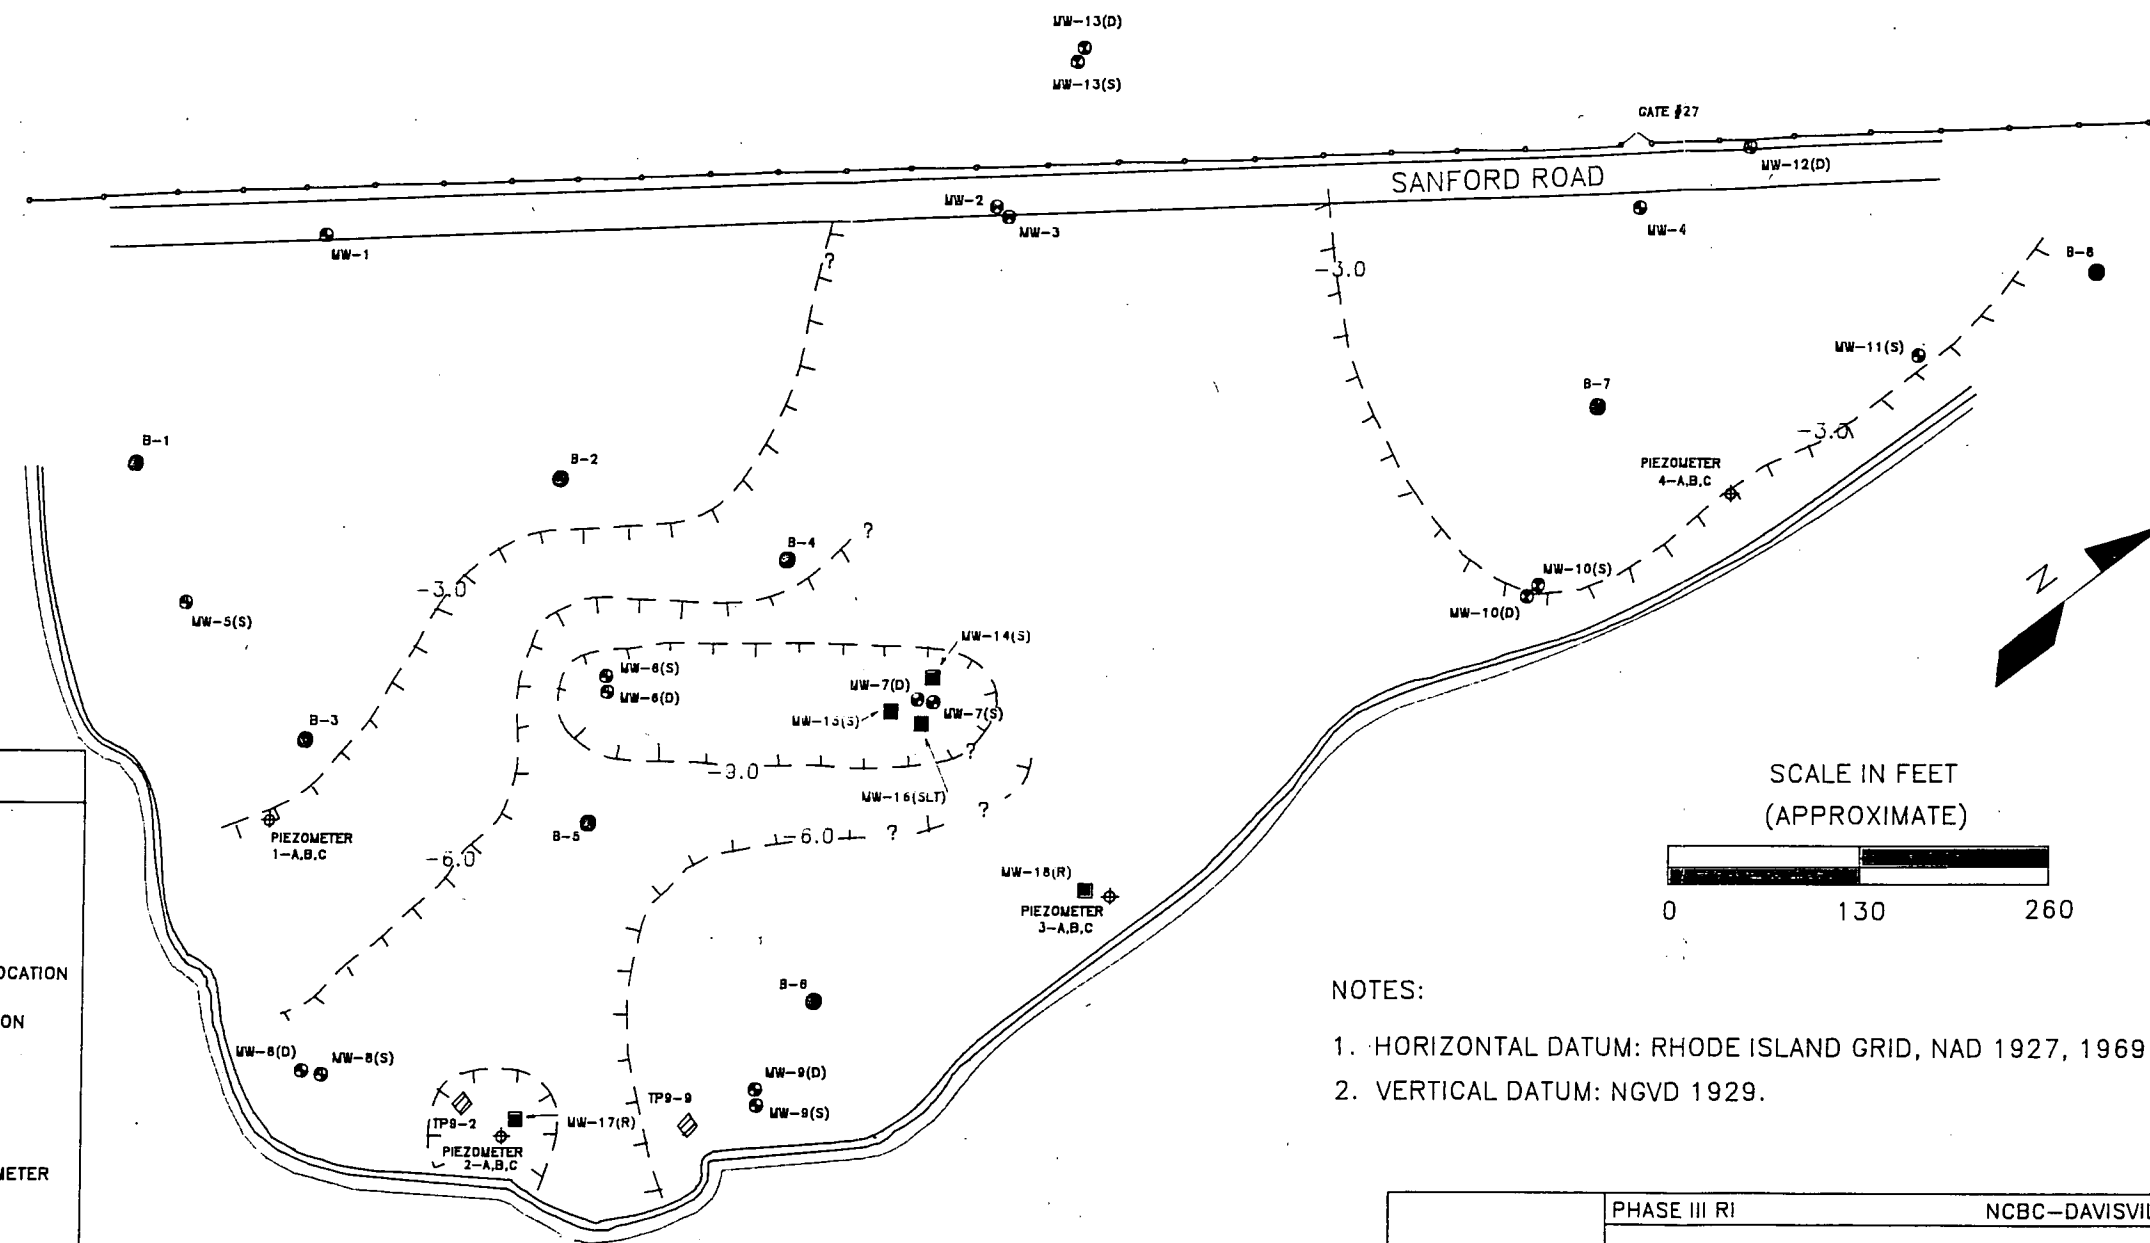 MW-13(D)
MW-13(S)
GATE #27
SANFORD ROAD
MW-12(D)
MW-2
MW-3
MW-4
MW-1
?
-3.0
B-8
MW-11(S)
B-7
-3.0
B-1
B-2
PIEZOMETER
4-A,B,C
?
B-4
N
-3.0
MW-10(S)
MW-10(D)
MW-5(S)
MW-14(S)
MW-6(S)
MW-7(D)
MW-6(D)
MW-7(S)
MW-15(S)
B-3
?
-9.0
SCALE IN FEET
(APPROXIMATE)
MW-16(SLT)
?
PIEZOMETER
1-A,B,C
B-5
-6.0
?
-6.0
MW-18(R)
PIEZOMETER
3-A,B,C
0 130 260
OCATION
B-6
NOTES:
ON
1. HORIZONTAL DATUM: RHODE ISLAND GRID, NAD 1927, 1969
MW-8(D)
MW-8(S)
MW-9(D)
2. VERTICAL DATUM: NGVD 1929.
TP9-9
MW-9(S)
TP9-2
MW-17(R)
PIEZOMETER
2-A,B,C
METER
PHASE III RI NCBC-DAVISVIL